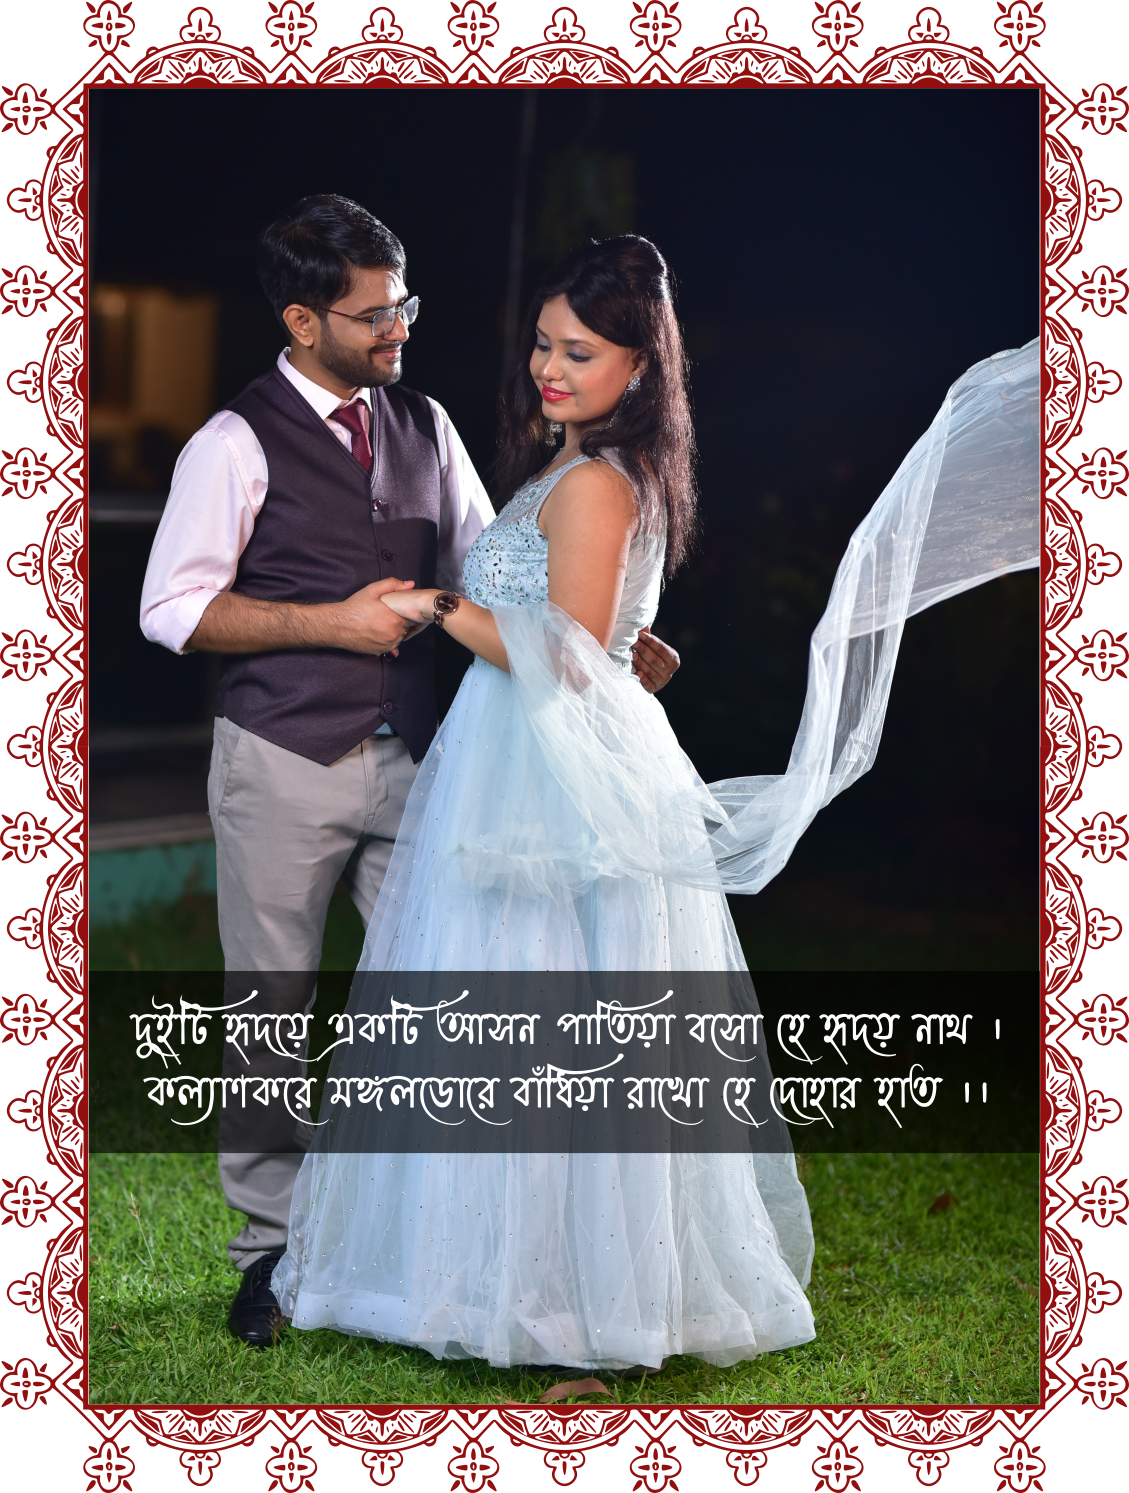 দুইটি হৃদয়ে একটি আসন পাতিয়া বসো হে হৃদয় নাথ ।
কল্যাণকরে মঙ্গলডোরে বাঁধিয়া রাখো হে দোহার হাত ।।